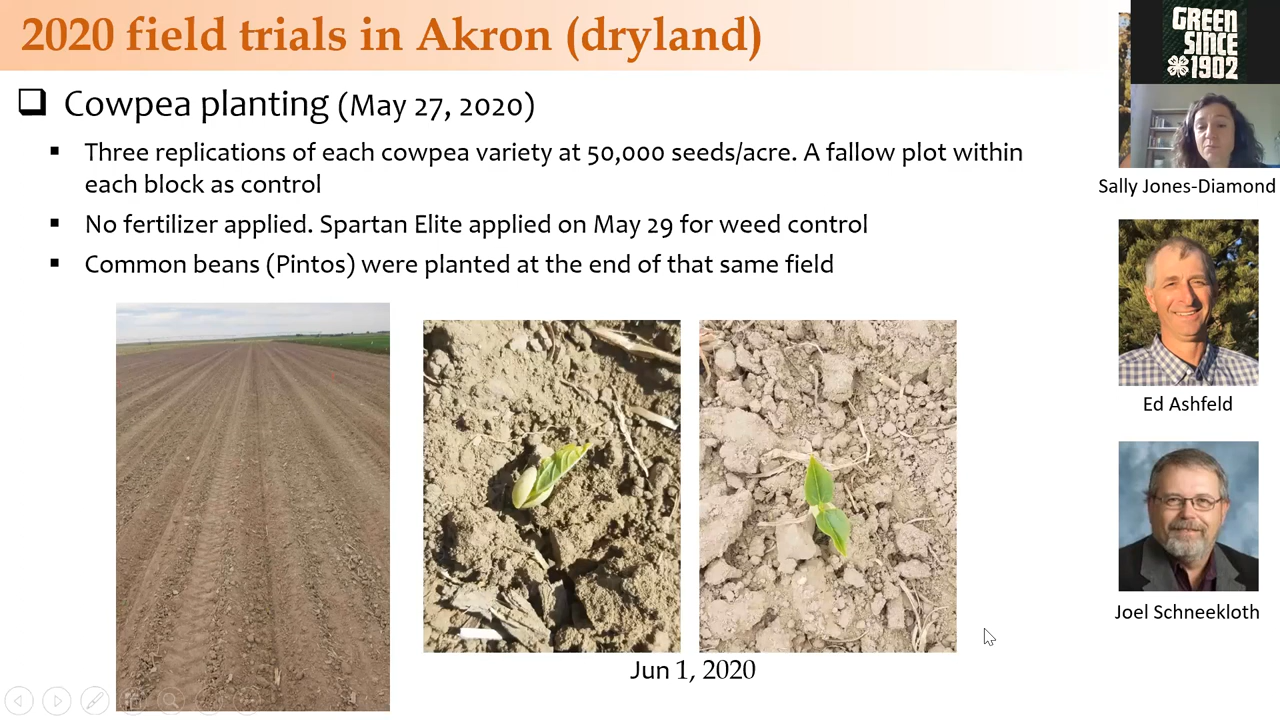 2020 field trials in Akron (dryland)
GREEN
SINCE
1902
❑ Cowpea planting (May 27, 2020)
▪ Three replications of each cowpea variety at 50,000 seeds/acre. A fallow plot within
each block as control
▪ No fertilizer applied. Spartan Elite applied on May 29 for weed control
▪ Common beans (Pintos) were planted at the end of that same field
Sally Jones-Diamond
Ed Ashfeld
Joel Schneekloth
Jun 1, 2020